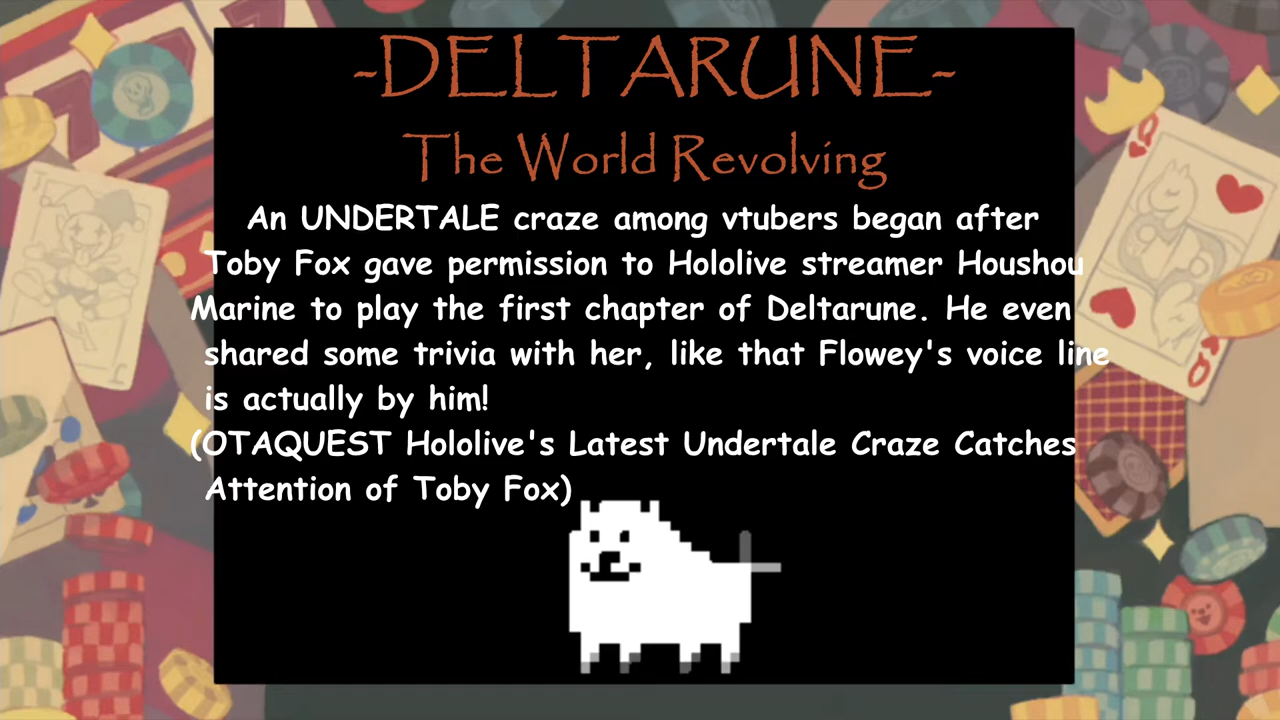 -DELTARUNE-
The World Revolving
An UNDERTALE craze among vtubers began after
Toby Fox gave permission to Hololive streamer Houshou
Marine to play the first chapter of Deltarune. He even
shared some trivia with her, like that Flowey's voice line
is actually by him!
(OTAQUEST Hololive's Latest Undertale Craze Catches
Attention of Toby Fox)
Q
Q
J